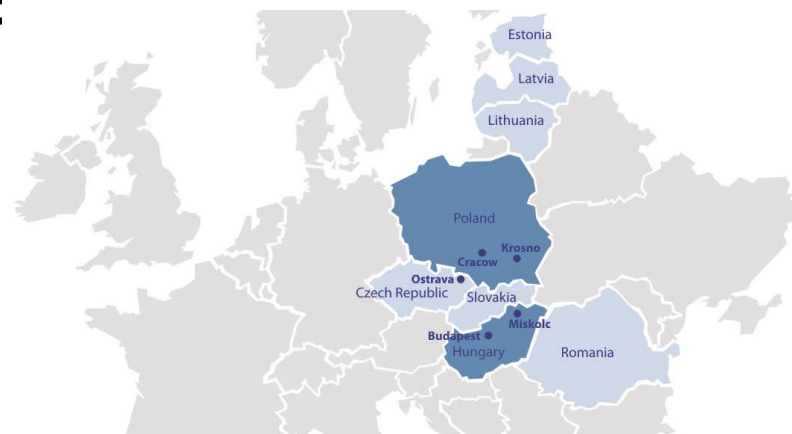 Estonia
Latvia
Lithuania
Poland
Krosno
Cracow
Ostrava
Czech Republic
Slovakia
Miskolc
Budapest
Hungary
Romania